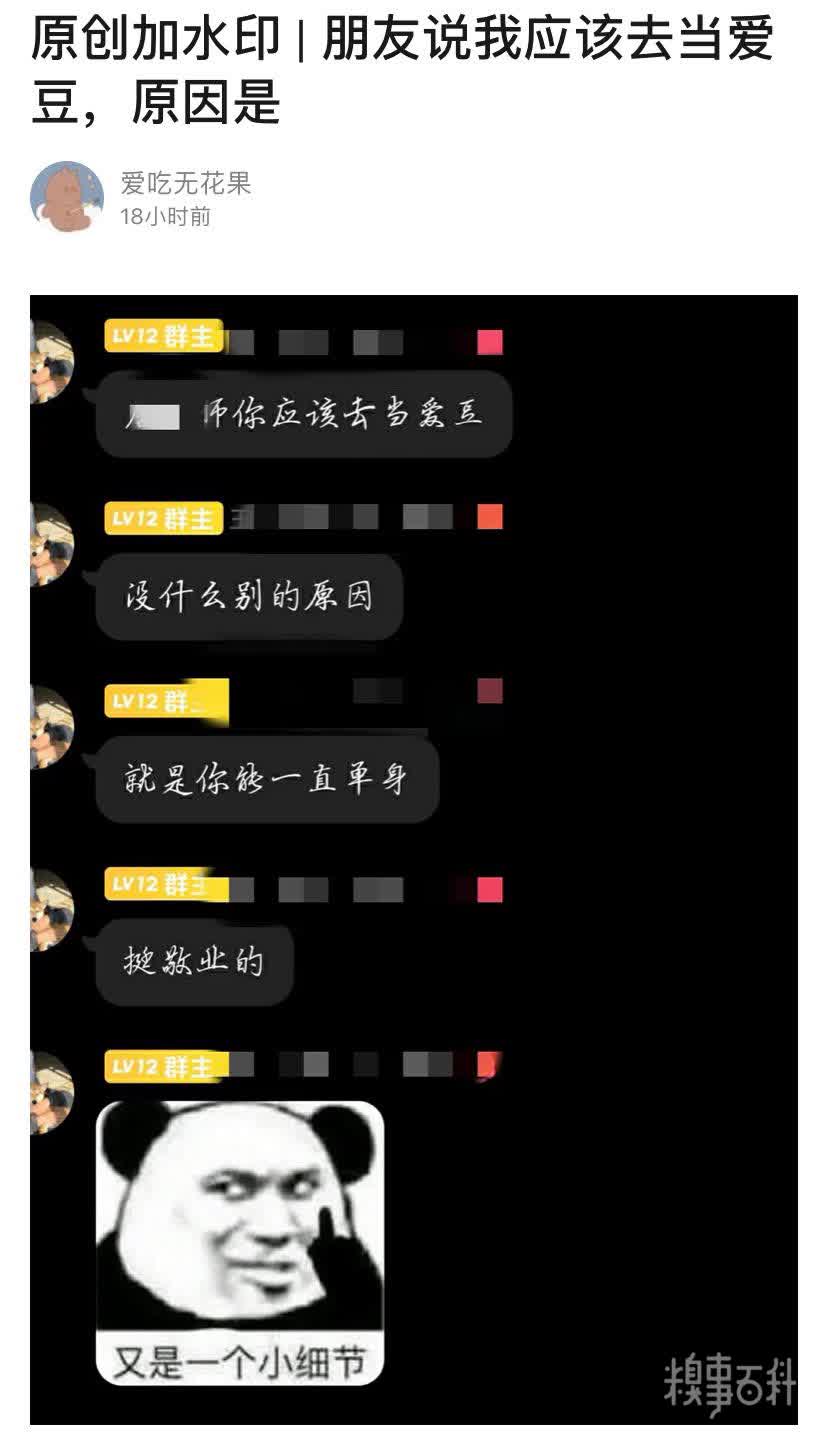 原创加水印 | 朋友说我应该去当爱
豆，原因是
爱吃无花果
18小时前
LV12 群主
师你应该去当爱豆
LV12 群主
没什么别的原因
LV12 群
就是你能一直单身
LV12 群主
挺敬业的
LV12 群主
又是一个小细节
糗事百科